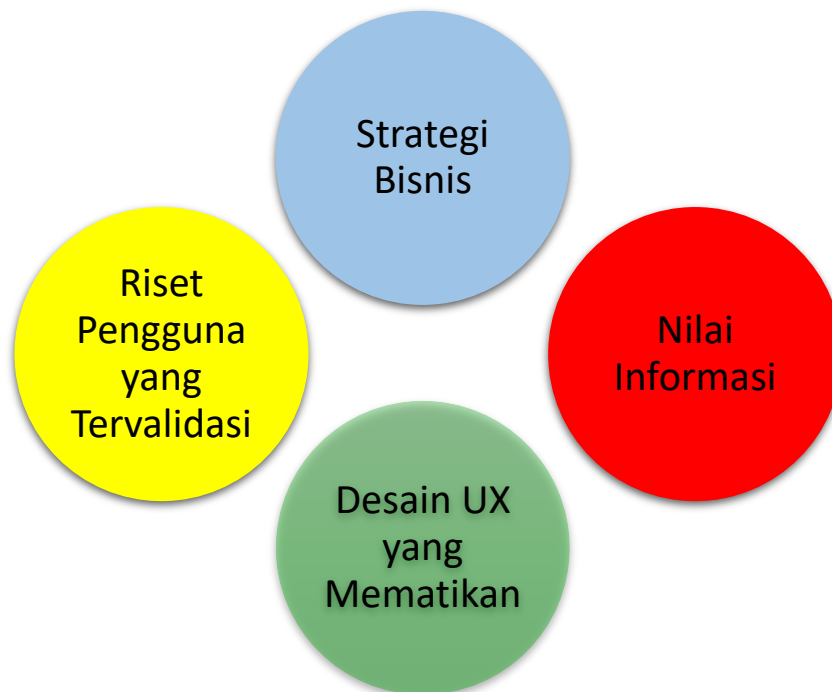 Strategi
Bisnis
Riset
Pengguna
yang
Tervalidasi
Nilai
Informasi
Desain UX
yang
Mematikan